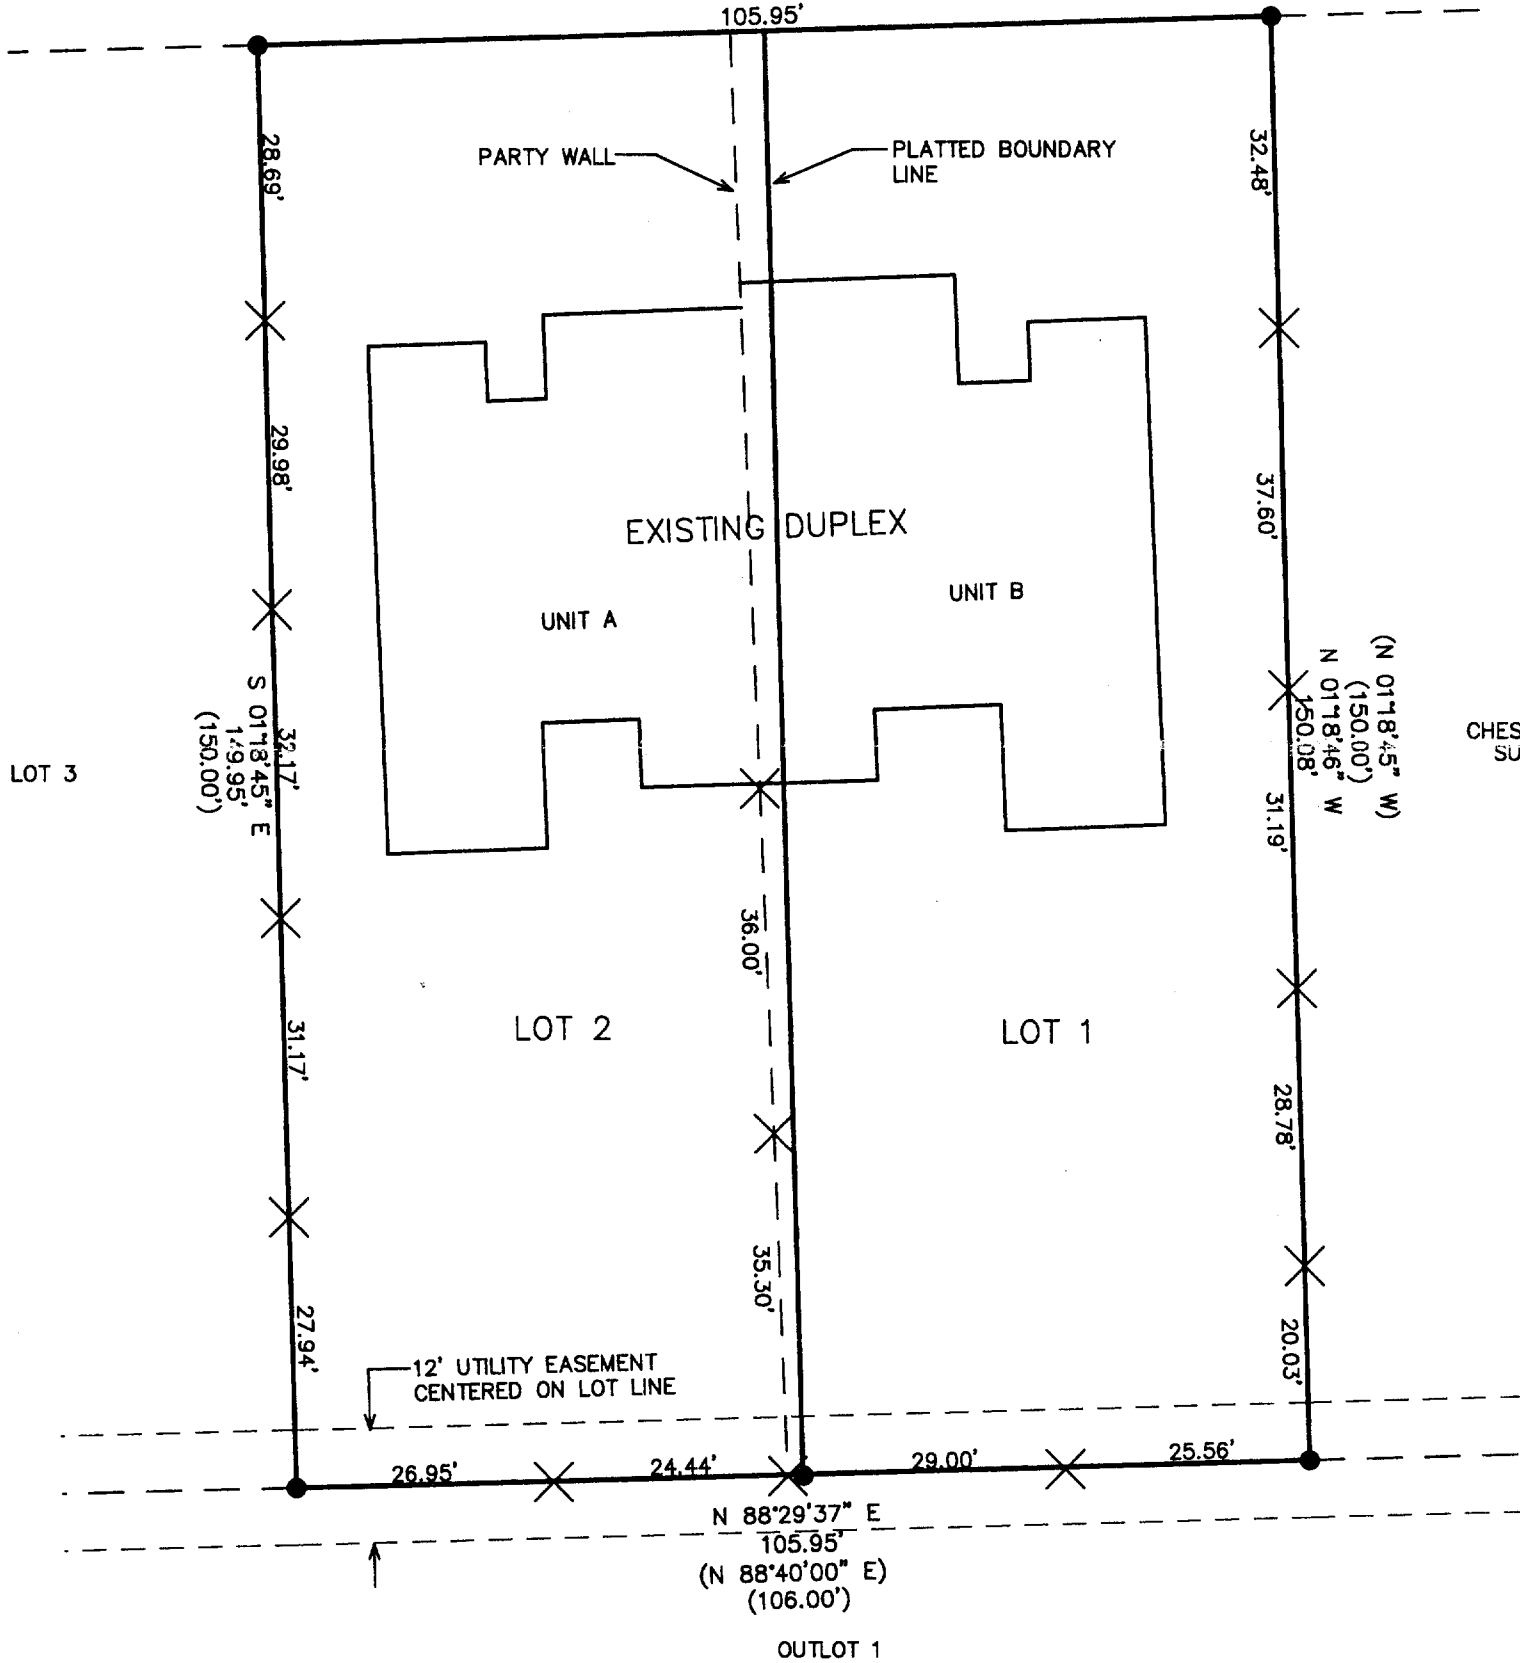 105.95'
PARTY WALL
PLATTED BOUNDARY
LINE
28.69'
32.48'
29.98'
37.60'
EXISTING DUPLEX
UNIT A
UNIT B
LOT 3
(150.00')
149.95'
S 01°18'45" E
32.17'
(N 01°18'45" W)
(150.00')
N 01°18'46" W
150.08'
CHES
SU
31.19'
36.00'
LOT 2
LOT 1
31.17'
28.78'
35.30'
27.94'
20.03'
12' UTILITY EASEMENT
CENTERED ON LOT LINE
26.95'
24.44'
29.00'
25.56'
N 88°29'37" E
105.95'
(N 88°40'00" E)
(106.00')
OUTLOT 1